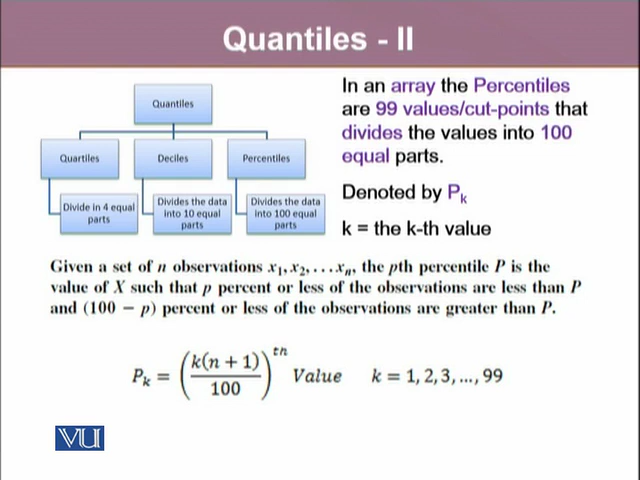 Quantiles - II
Quantiles
Quartiles
Deciles
Percentiles
Divide in 4 equal
parts
Divides the data
into 10 equal
parts
Divides the data
into 100 equal
parts
In an array the Percentiles
are 99 values/cut-points that
divides the values into 100
equal parts.
Denoted by Pₖ
k = the k-th value
Given a set of n observations x₁, x₂, . . . xₙ, the pth percentile P is the
value of X such that p percent or less of the observations are less than P
and (100 − p) percent or less of the observations are greater than P.
Pₖ = (k(n + 1)/100)ᵗʰ Value k = 1, 2, 3, ..., 99
VU